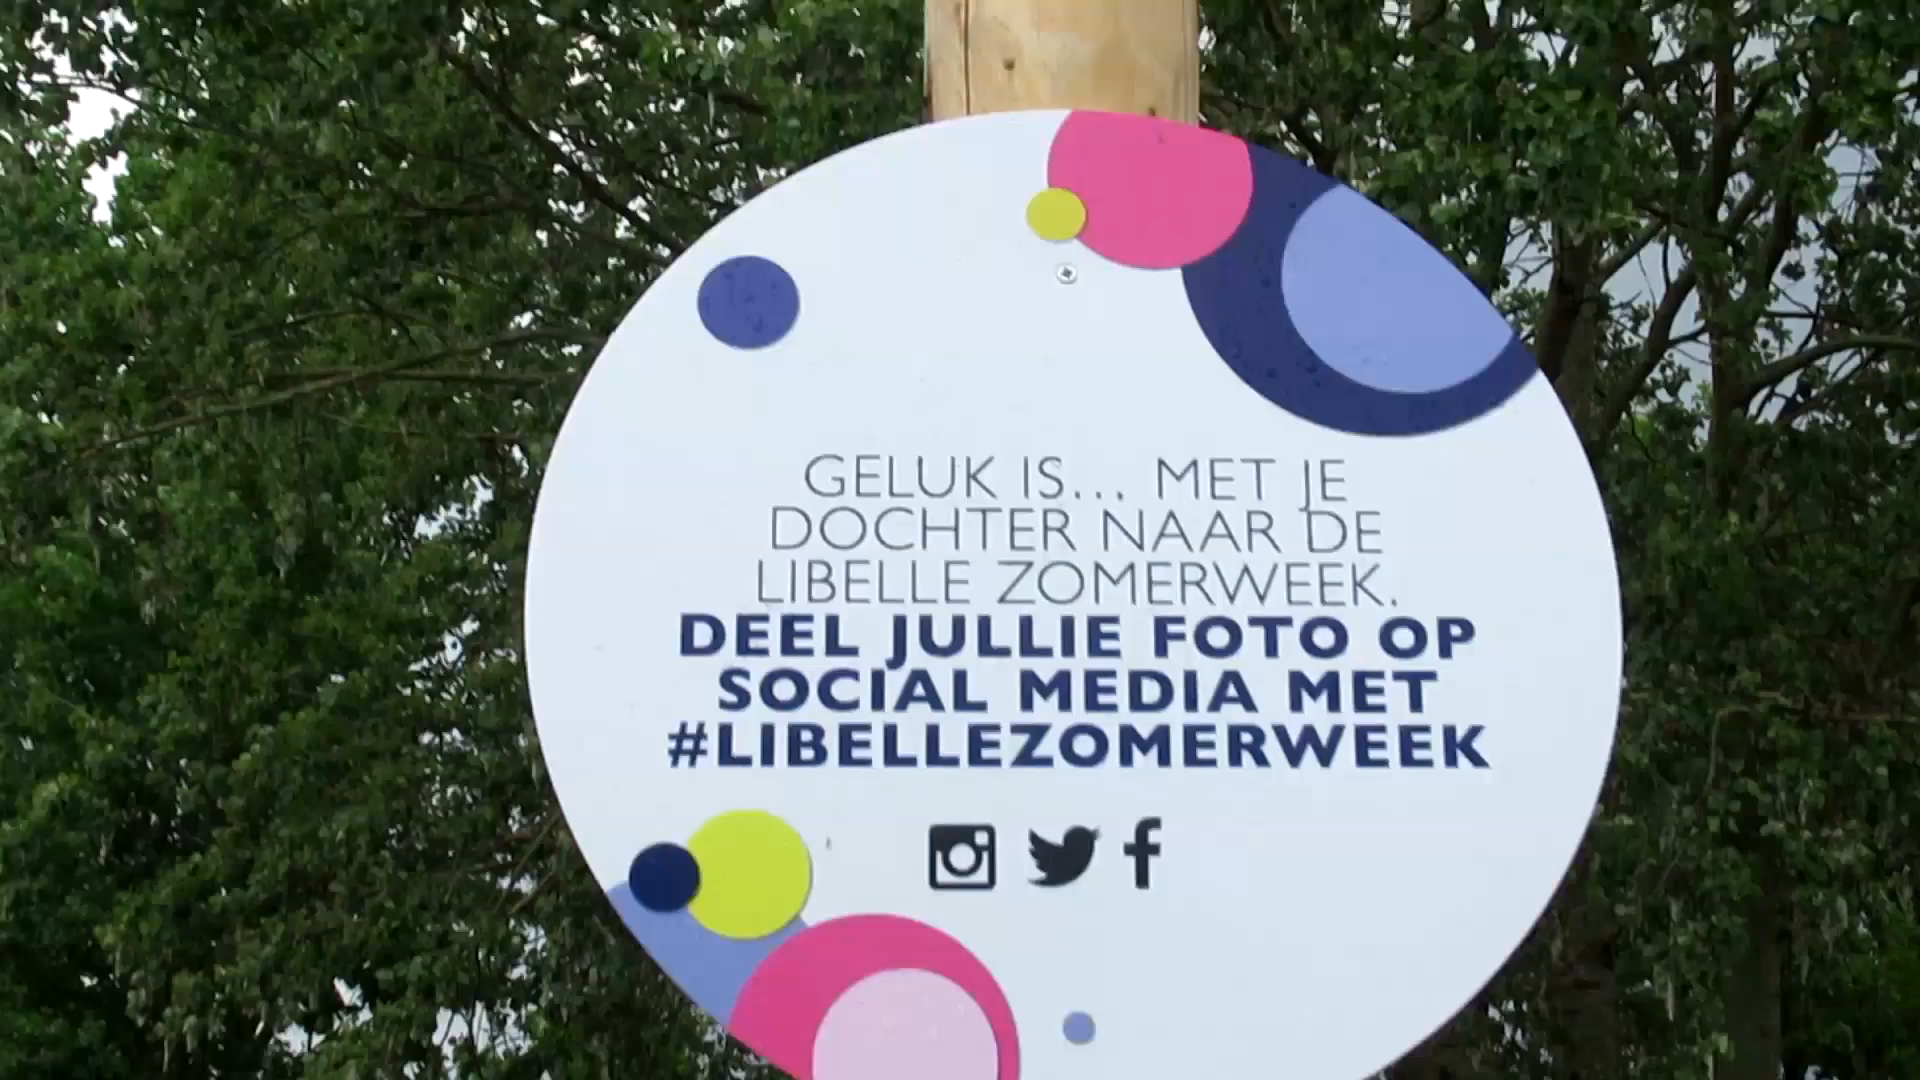 GELUK IS... MET JE
DOCHTER NAAR DE
LIBELLE ZOMERWEEK.
DEEL JULLIE FOTO OP
SOCIAL MEDIA MET
#LIBELLEZOMERWEEK